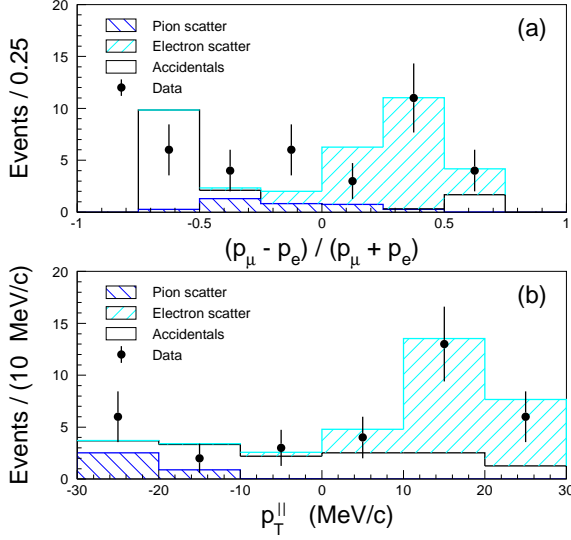 Events / 0.25
20
15
10
5
0
Pion scatter
Electron scatter
Accidentals
Data
(a)
-1 -0.5 0 0.5 1
(p_μ - p_e) / (p_μ + p_e)
Events / (10 MeV/c)
20
15
10
5
0
Pion scatter
Electron scatter
Accidentals
Data
(b)
-30 -20 -10 0 10 20 30
p_T^|| (MeV/c)